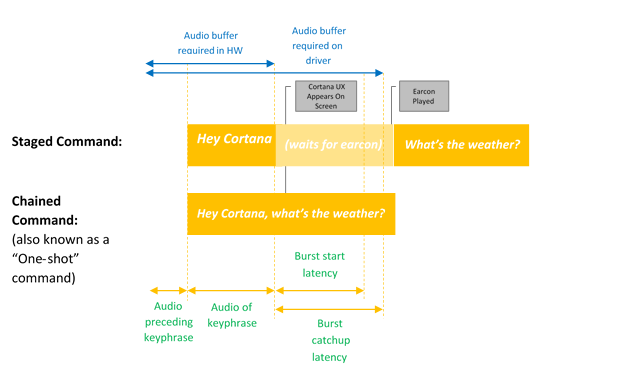 Audio buffer
required in HW
Audio buffer
required on
driver
Cortana UX
Appears On
Screen
Earcon
Played
Staged Command:
Hey Cortana
(waits for earcon)
What's the weather?
Chained
Command:
(also known as a
"One-shot"
command)
Hey Cortana, what's the weather?
Burst start
latency
Audio
preceding
keyphrase
Audio of
keyphrase
Burst
catchup
latency